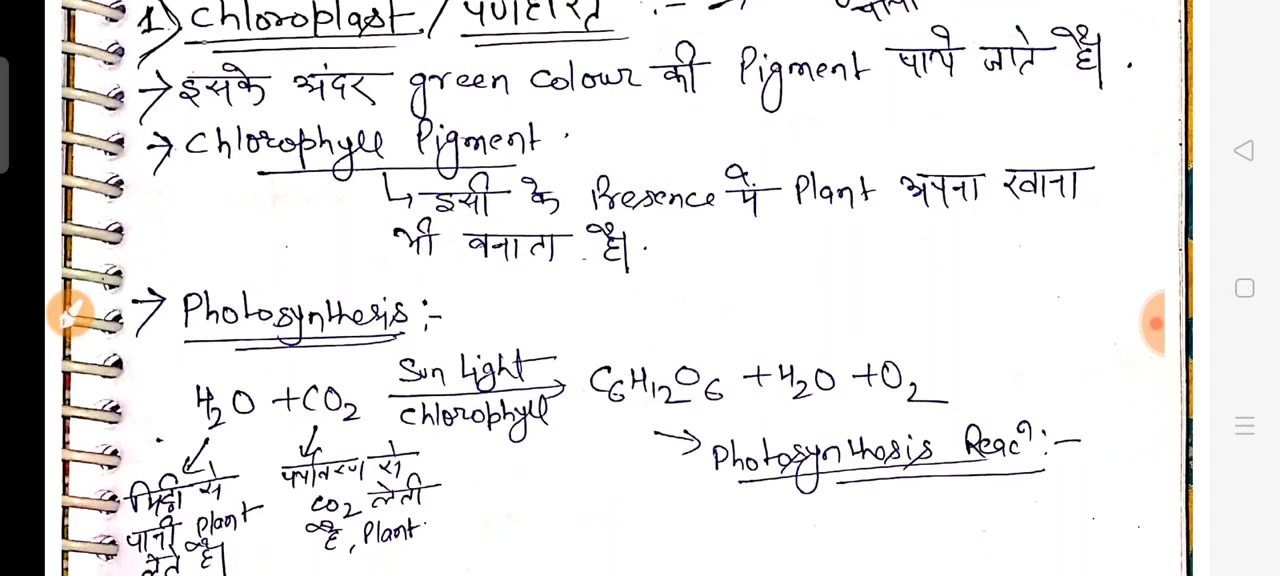 1) Chloroplast / पर्णहरित :-
→ इसके अंदर green colour की Pigment पाये जाते है।
→ Chlorophyll Pigment.
↳ इसी के Presence में Plant अपना खाना
भी बनाता है।
→ Photosynthesis :-
H2O + CO2 Sun light Chlorophyll → C6H12O6 + H2O + O2
→ Photosynthesis Reacn :-
मिट्टी से
पानी Plant
लेते है।
पर्यावरण से
CO2 लेती
है, Plant.